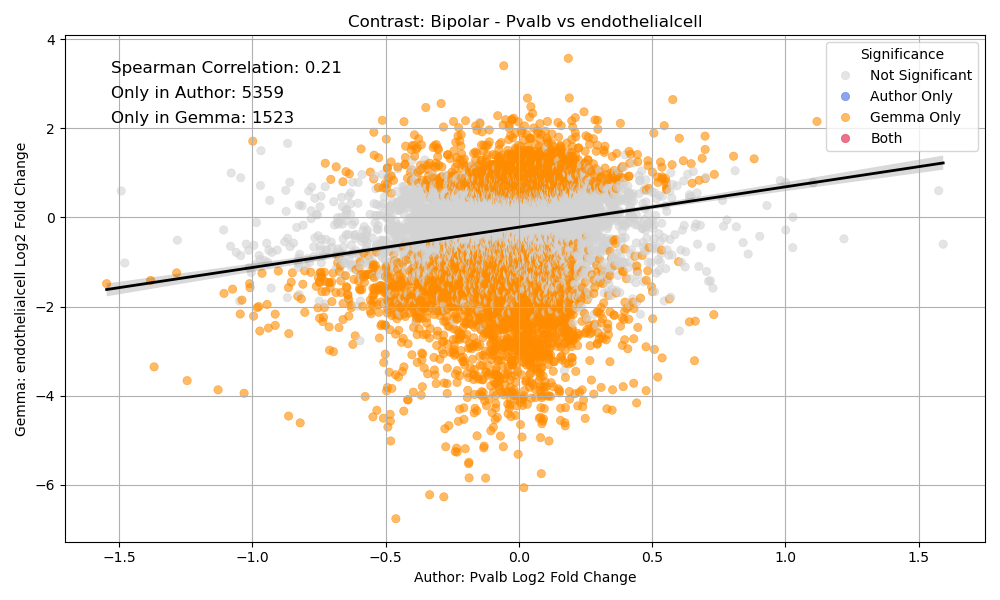 Contrast: Bipolar - Pvalb vs endothelialcell
Spearman Correlation: 0.21
Only in Author: 5359
Only in Gemma: 1523
Significance
Not Significant
Author Only
Gemma Only
Both
Gemma: endothelialcell Log2 Fold Change
4
2
0
−2
−4
−6
−1.5
−1.0
−0.5
0.0
0.5
1.0
1.5
Author: Pvalb Log2 Fold Change